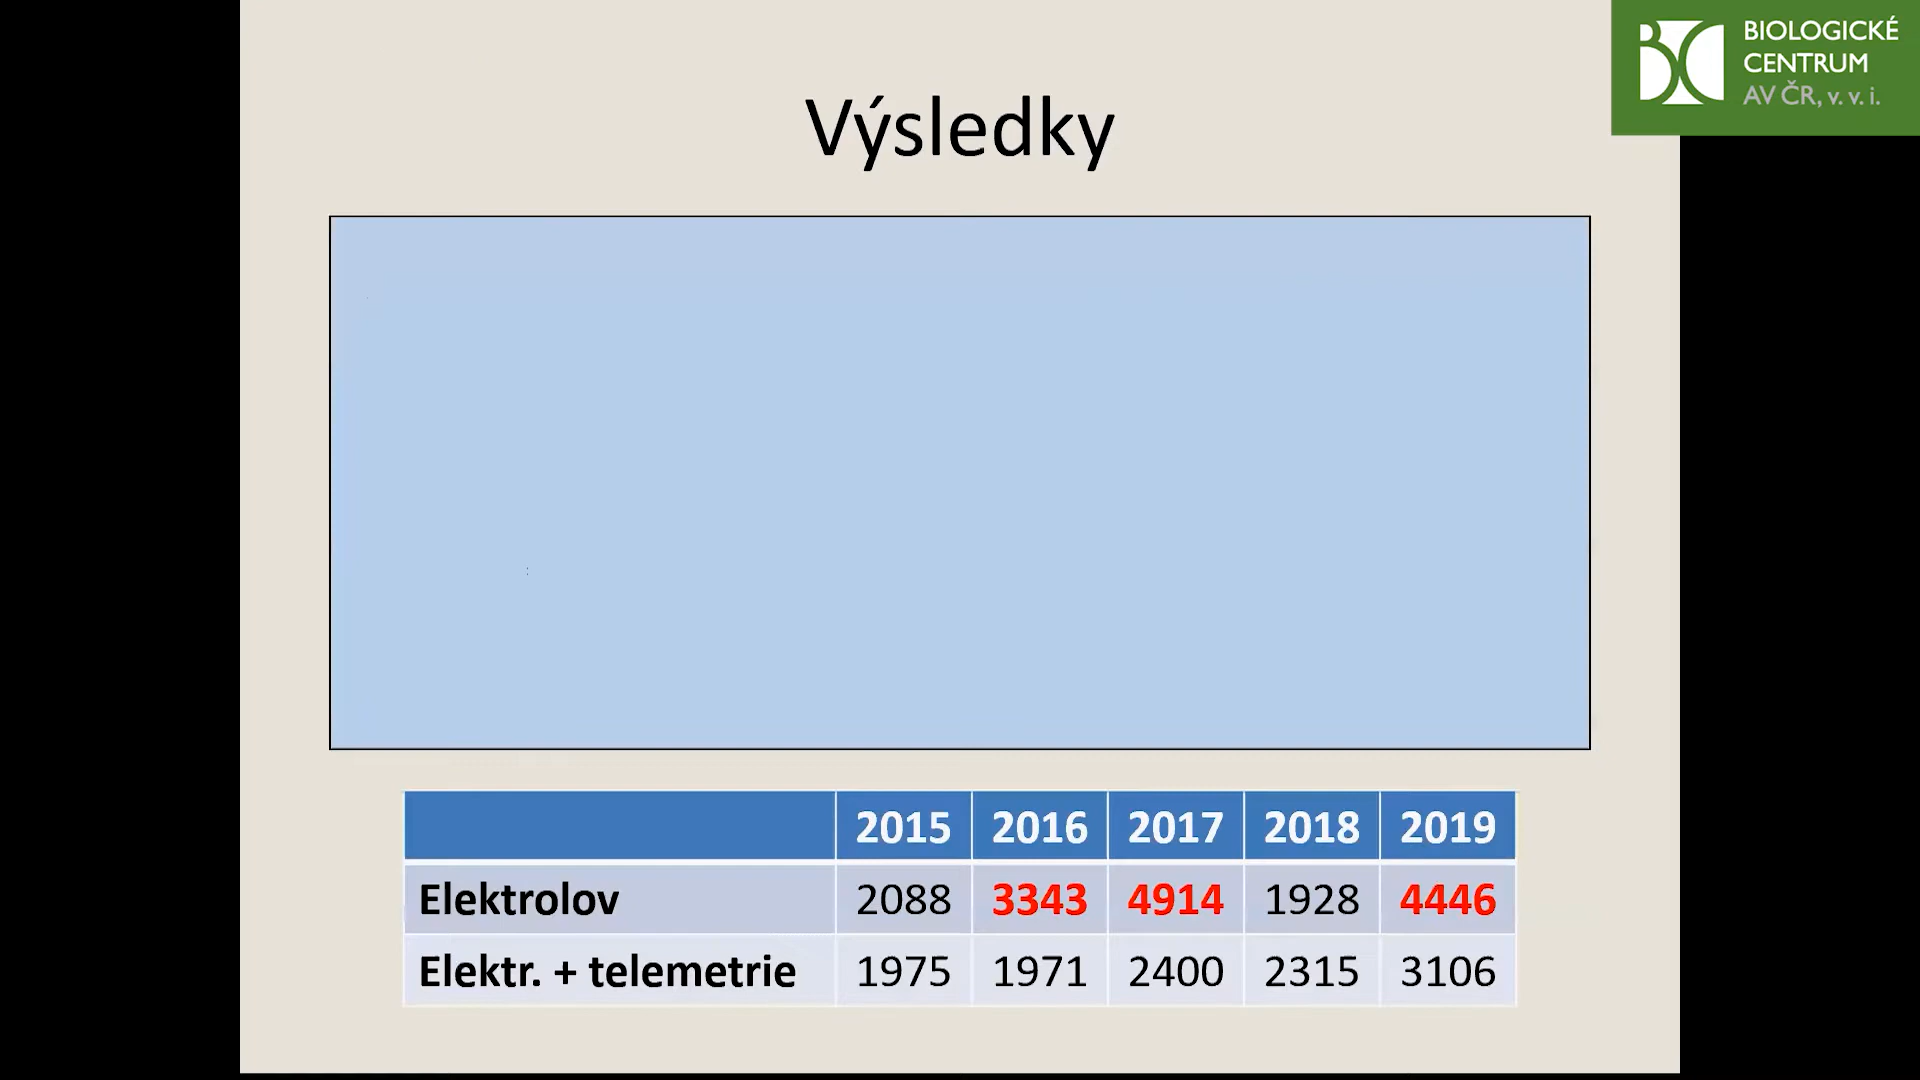 BIOLOGICKÉ
CENTRUM
AV ČR, v. v. i.
Výsledky
2015 2016 2017 2018 2019
Elektrolov 2088 3343 4914 1928 4446
Elektr. + telemetrie 1975 1971 2400 2315 3106